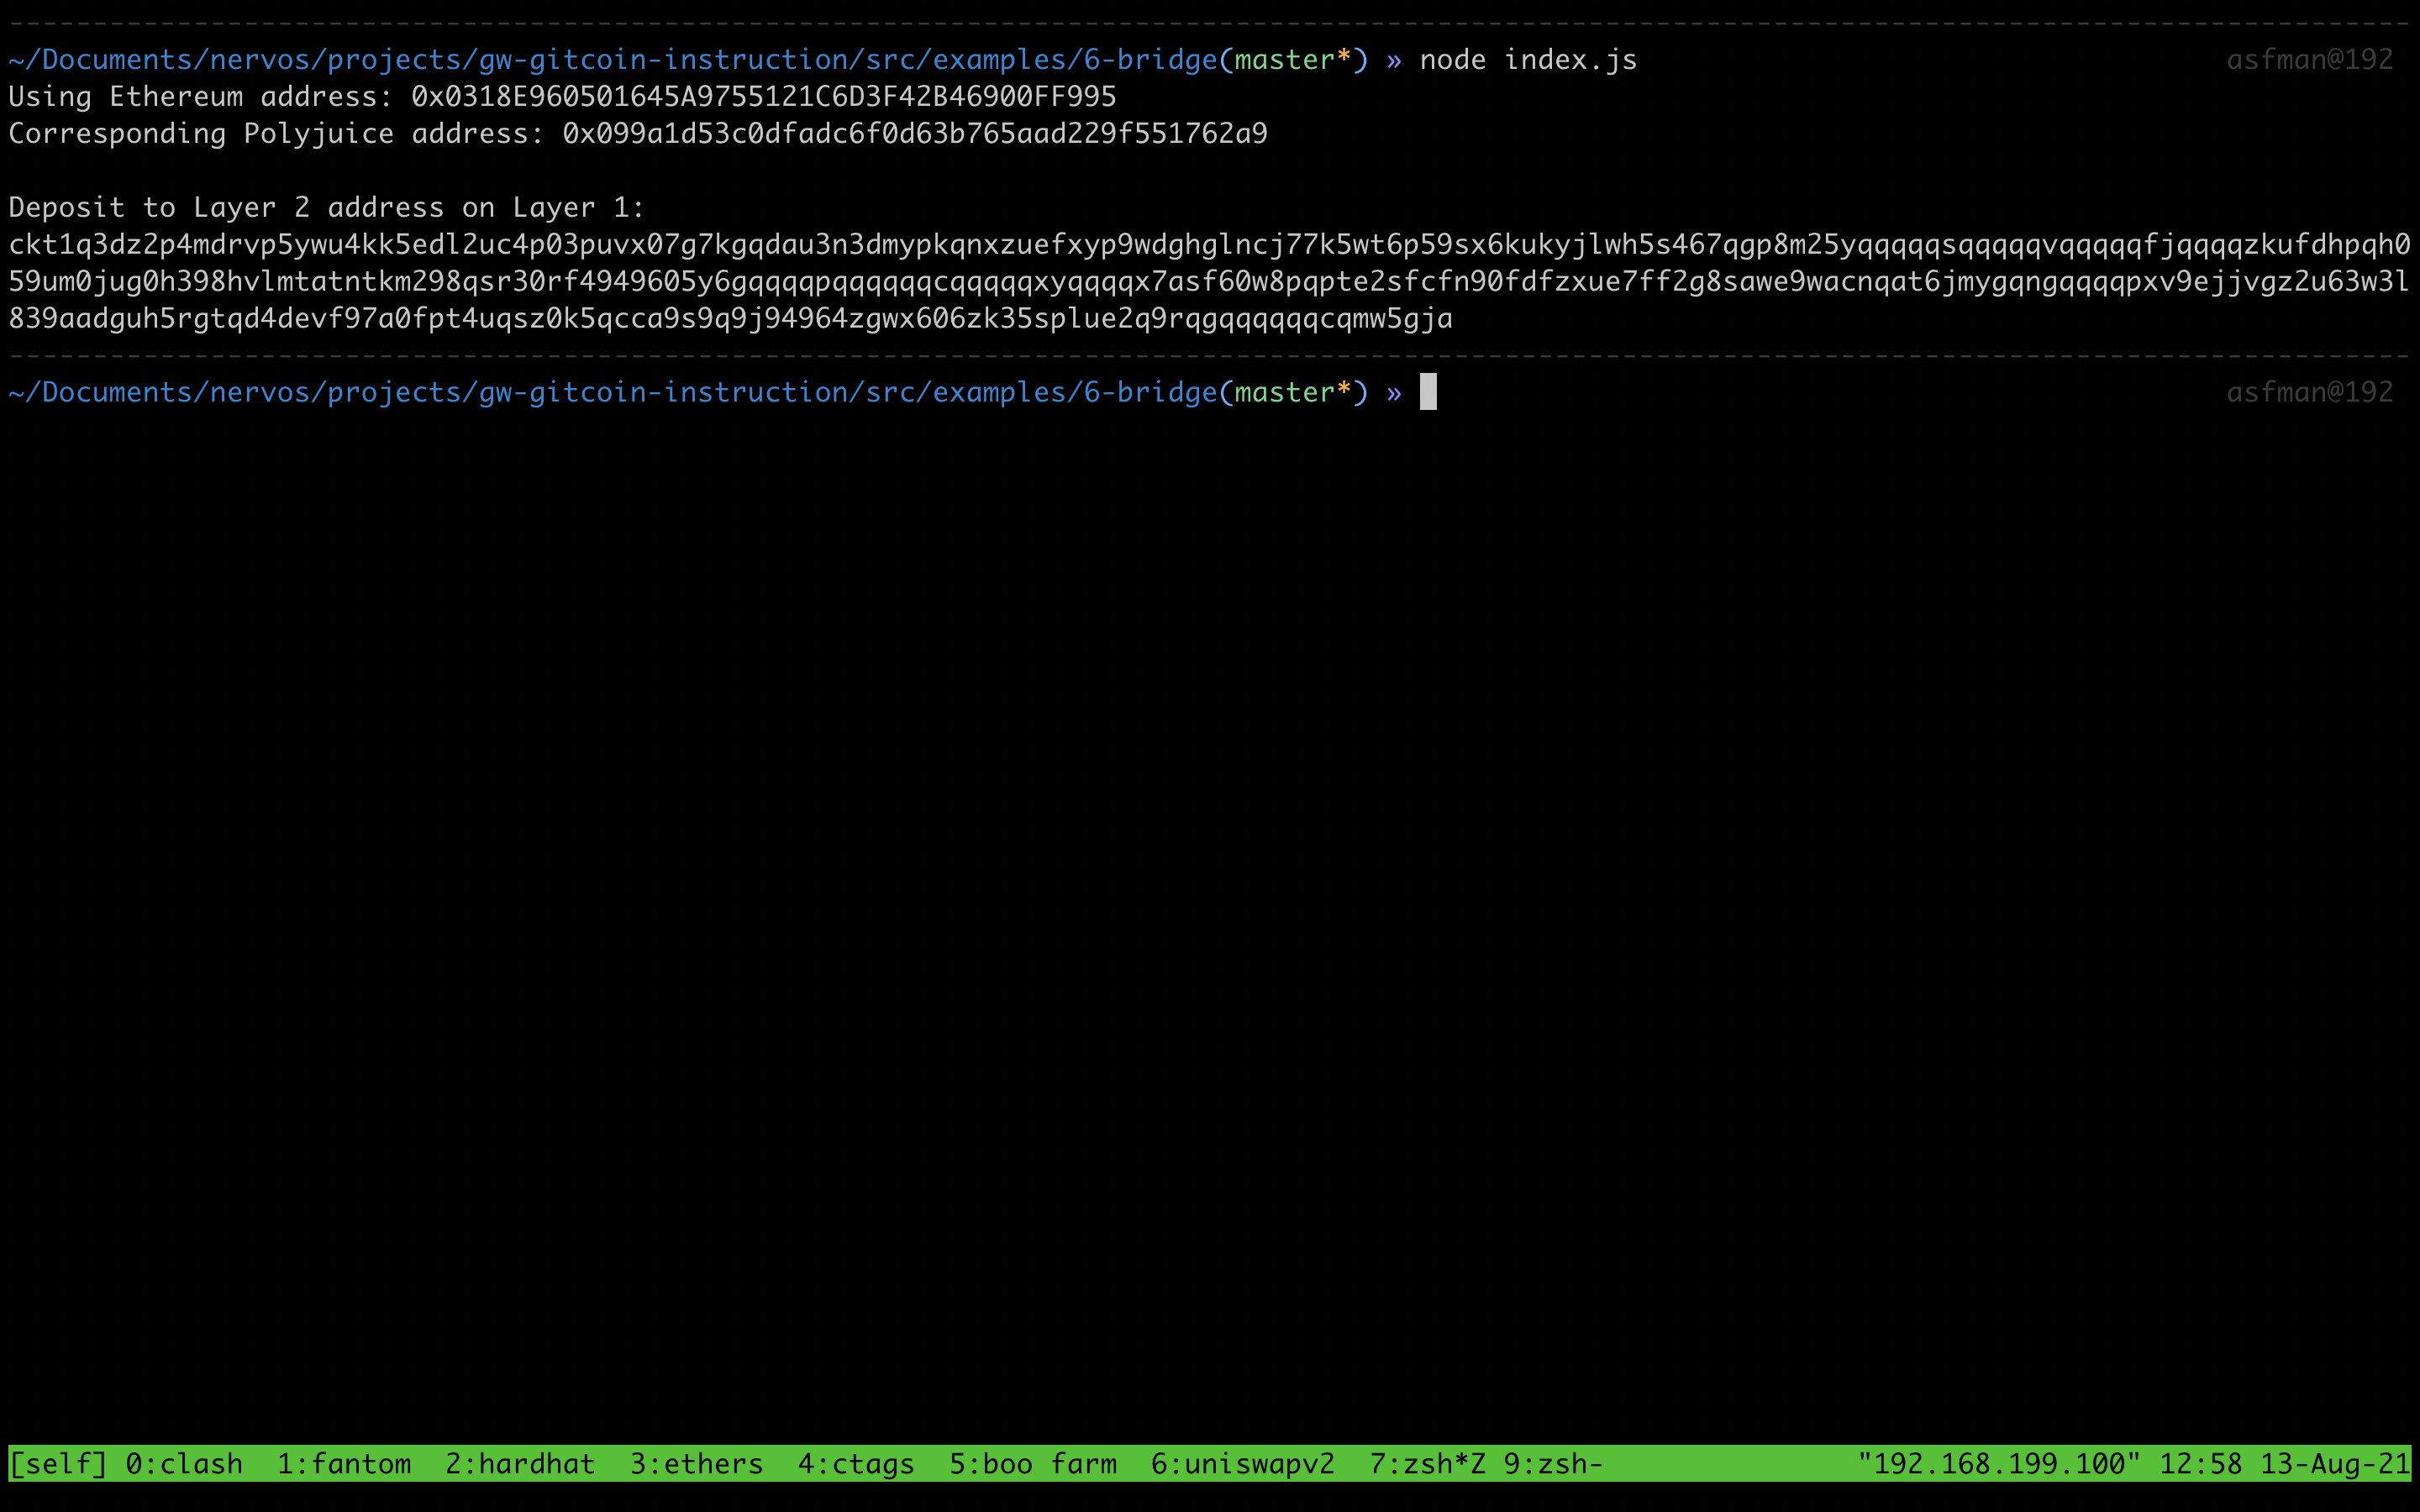 ~/Documents/nervos/projects/gw-gitcoin-instruction/src/examples/6-bridge(master*) » node index.js asfman@192
Using Ethereum address: 0x0318E960501645A9755121C6D3F42B46900FF995
Corresponding Polyjuice address: 0x099a1d53c0dfadc6f0d63b765aad229f551762a9
Deposit to Layer 2 address on Layer 1:
ckt1q3dz2p4mdrvp5ywu4kk5edl2uc4p03puvx07g7kgqdau3n3dmypkqnxzuefxyp9wdghglncj77k5wt6p59sx6kukyjlwh5s467qgp8m25yqqqqqsqqqqqvqqqqqfjqqqqzkufdhpqh0
59um0jug0h398hvlmtatntkm298qsr30rf4949605y6gqqqqpqqqqqqcqqqqqxyqqqqx7asf60w8pqpte2sfcfn90fdfzxue7ff2g8sawe9wacnqat6jmygqngqqqqpxv9ejjvgz2u63w3l
839aadguh5rgtqd4devf97a0fpt4uqsz0k5qcca9s9q9j94964zgwx606zk35splue2q9rqgqqqqqqcqmw5gja
~/Documents/nervos/projects/gw-gitcoin-instruction/src/examples/6-bridge(master*) » asfman@192
[self] 0:clash 1:fantom 2:hardhat 3:ethers 4:ctags 5:boo farm 6:uniswapv2 7:zsh*Z 9:zsh- "192.168.199.100" 12:58 13-Aug-21